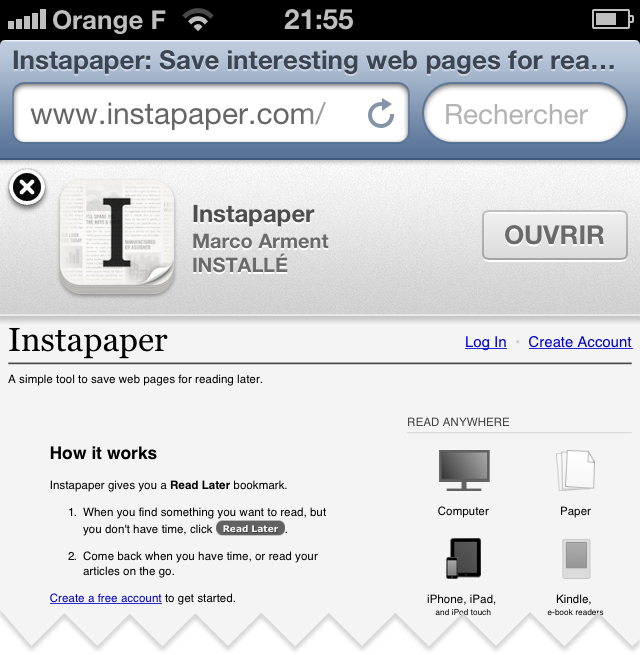 Orange F 21:55
Instapaper: Save interesting web pages for rea...
www.instapaper.com/ Rechercher
I
Instapaper
Marco Arment
INSTALLÉ
OUVRIR
Instapaper
Log In · Create Account
A simple tool to save web pages for reading later.
How it works
Instapaper gives you a Read Later bookmark.
1. When you find something you want to read, but
you don't have time, click Read Later.
2. Come back when you have time, or read your
articles on the go.
Create a free account to get started.
READ ANYWHERE
Computer
Paper
iPhone, iPad,
and iPod touch
Kindle,
e-book readers